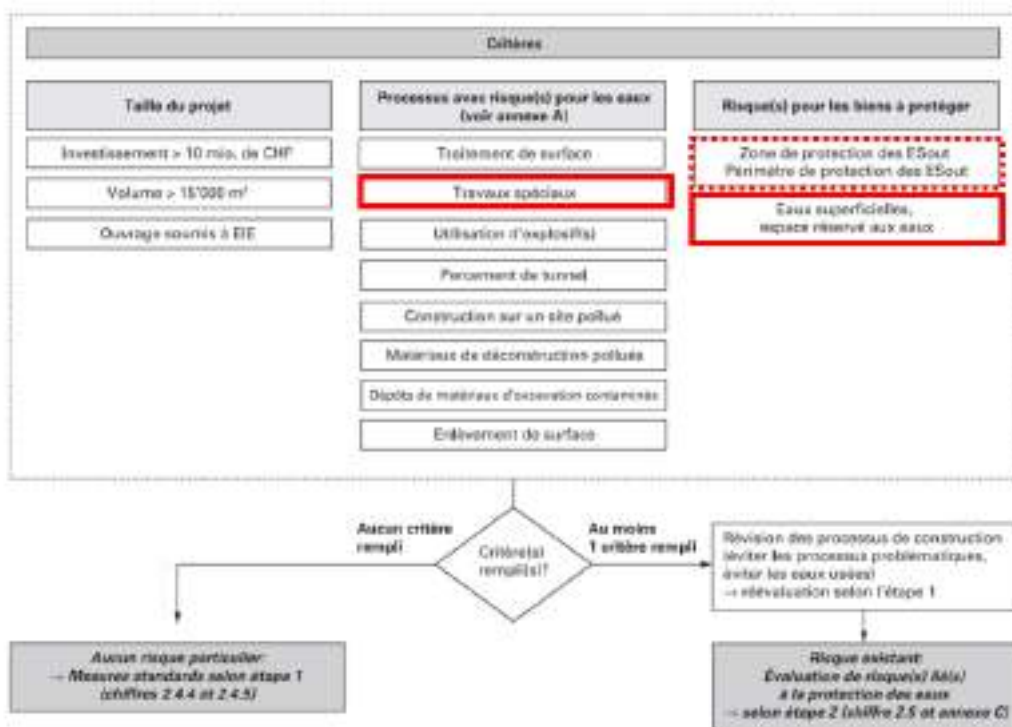 Critères
Taille du projet
Investissement > 10 mio. de CHF
Volume > 15'000 m³
Ouvrage soumis à EIE
Processus avec risque(s) pour les eaux
(voir annexe A)
Traitement de surface
Travaux spéciaux
Utilisation d'explosif(s)
Percement de tunnel
Construction sur un site pollué
Matériaux de déconstruction pollués
Dépôts de matériaux d'excavation contaminés
Enlèvement de surface
Risque(s) pour les biens à protéger
Zone de protection des ESout
Périmètre de protection des ESout
Eaux superficielles,
espace réservé aux eaux
Aucun critère
rempli
Critère(s)
rempli(s)?
Au moins
1 critère rempli
Révision des processus de construction
(éviter les processus problématiques,
éviter les eaux usées)
→ réévaluation selon l'étape 1
Aucun risque particulier:
→ Mesures standards selon étape 1
(chiffres 2.4.4 et 2.4.5)
Risque existant:
Évaluation de risque(s) lié(s)
à la protection des eaux
→ selon étape 2 (chiffre 2.5 et annexe C)